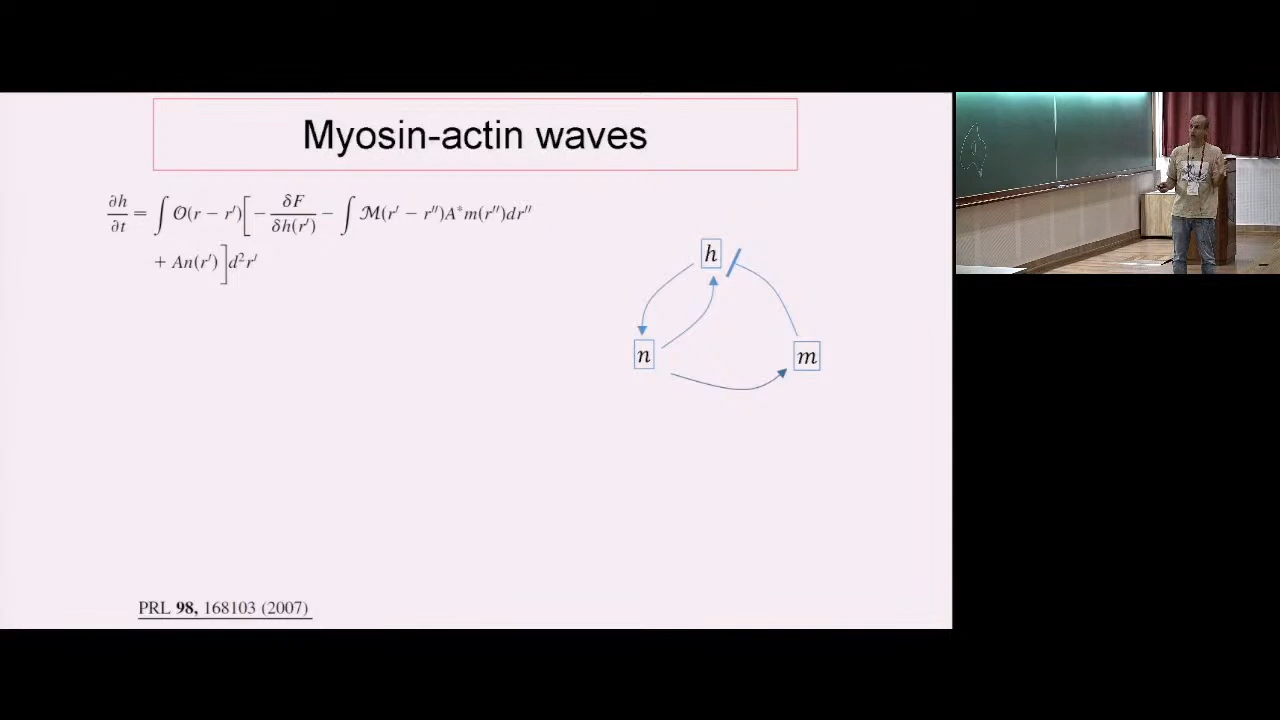 Myosin-actin waves
∂h/∂t = ∫ 𝒪(r − r′)[ − δF/δh(r′) − ∫ ℳ(r′ − r″)A*m(r″)dr″
+ An(r′) ]d²r′
h
n
m
PRL 98, 168103 (2007)